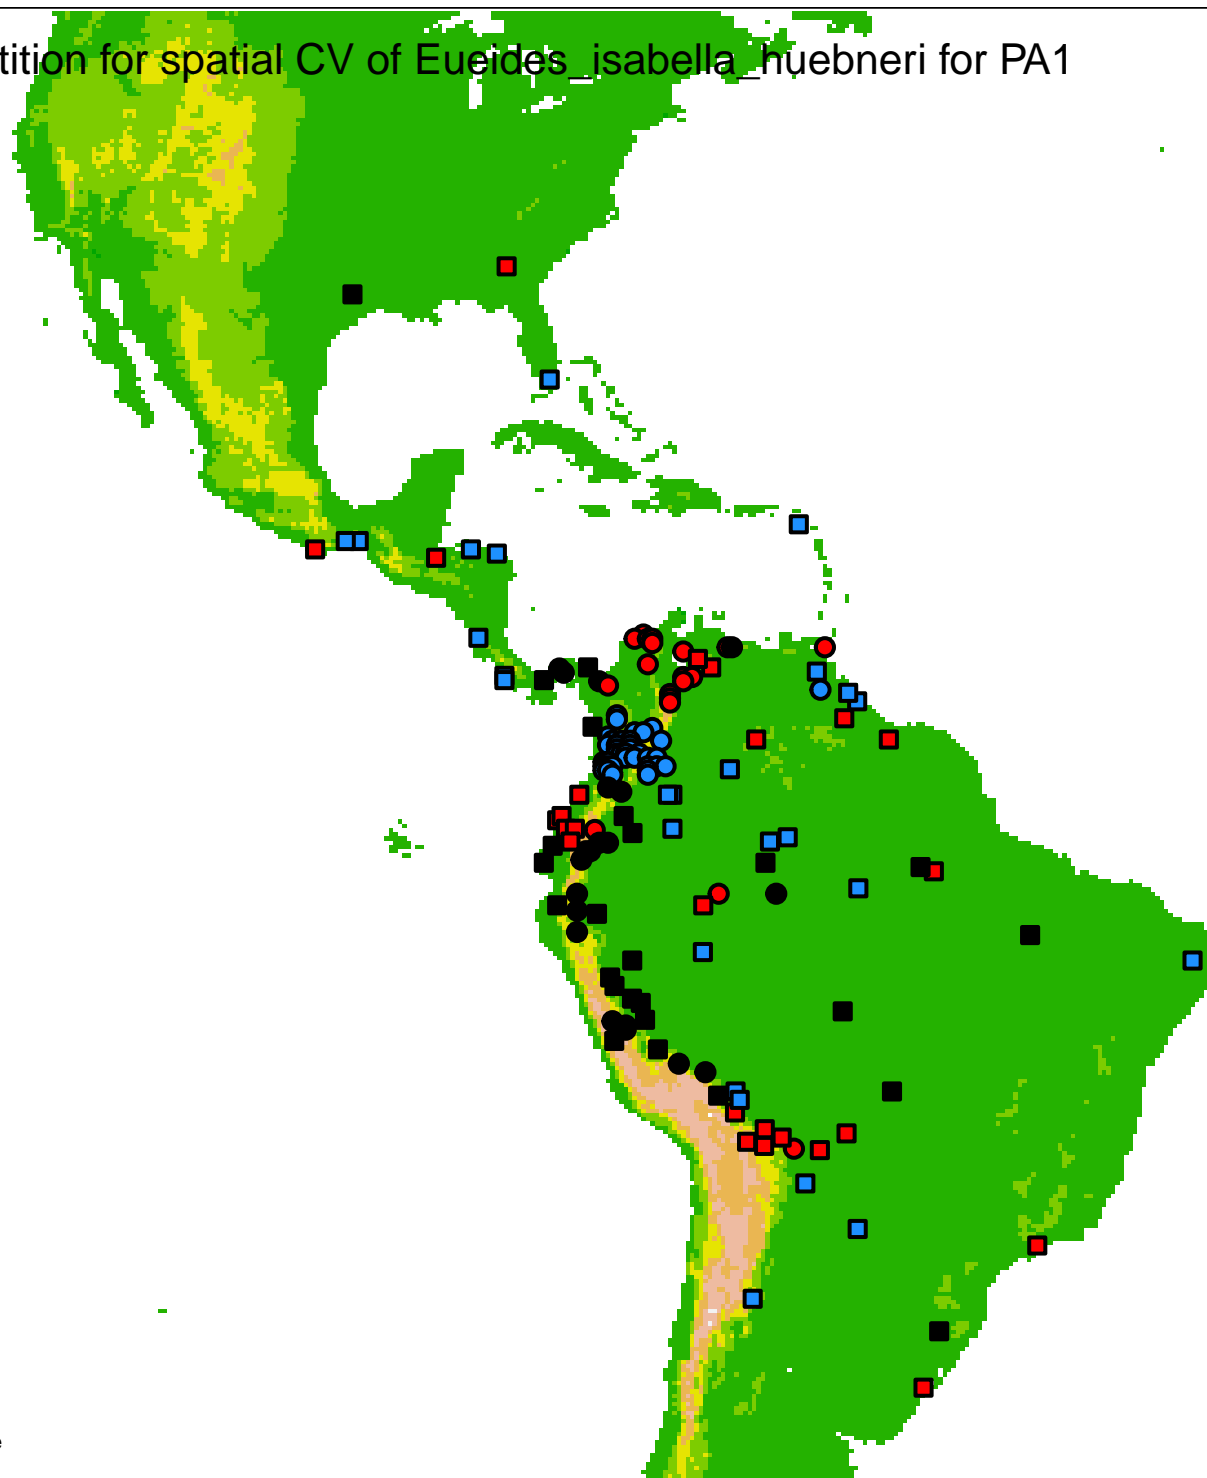 tition for spatial CV of Eueides_isabella_huebneri for PA1